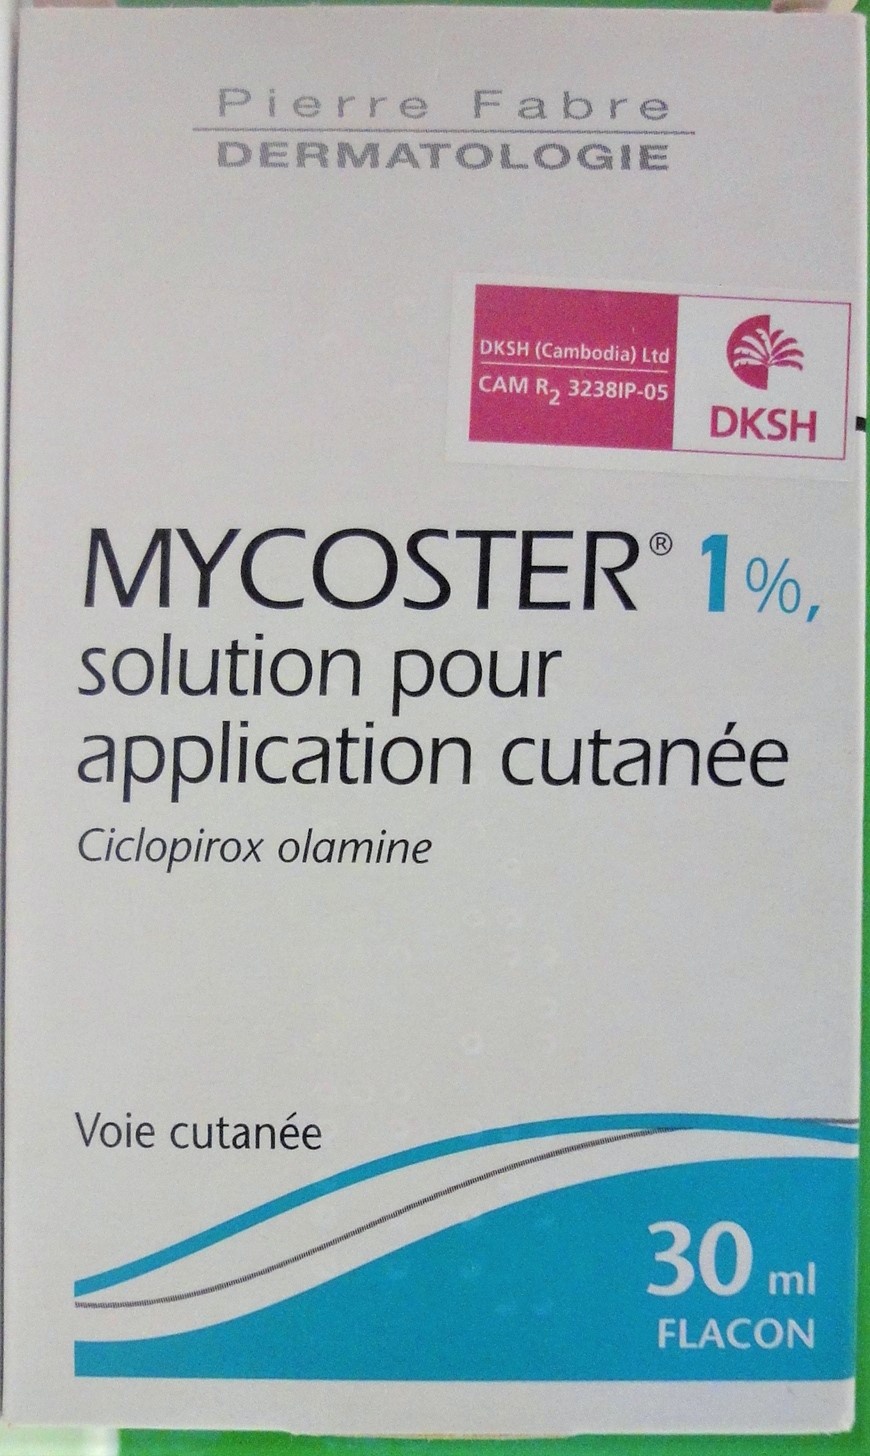 Pierre Fabre
DERMATOLOGIE
DKSH (Cambodia) Ltd
CAM R2 3238IP-05
DKSH
MYCOSTER® 1%,
solution pour
application cutanée
Ciclopirox olamine
Voie cutanée
30 ml
FLACON